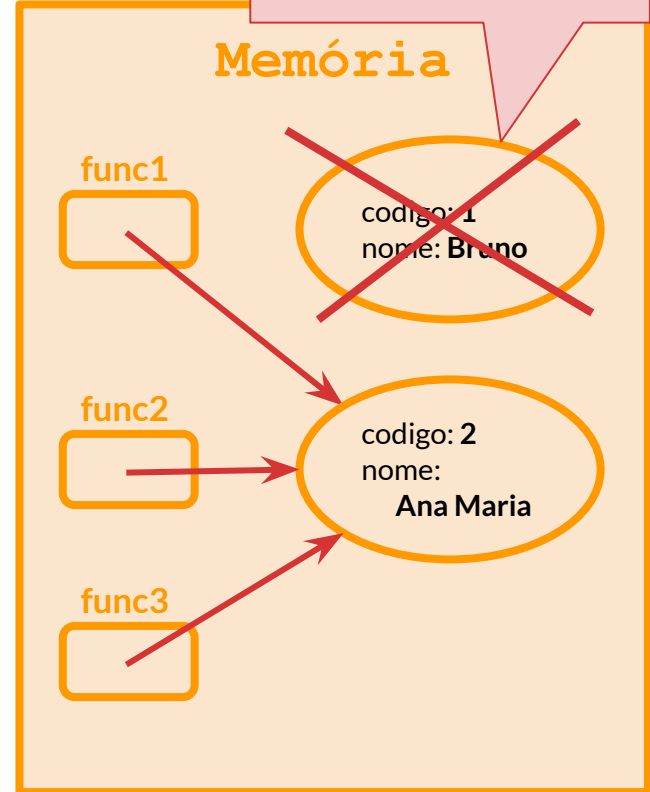 Memória
func1
codigo: 1
nome: Bruno
func2
codigo: 2
nome:
Ana Maria
func3